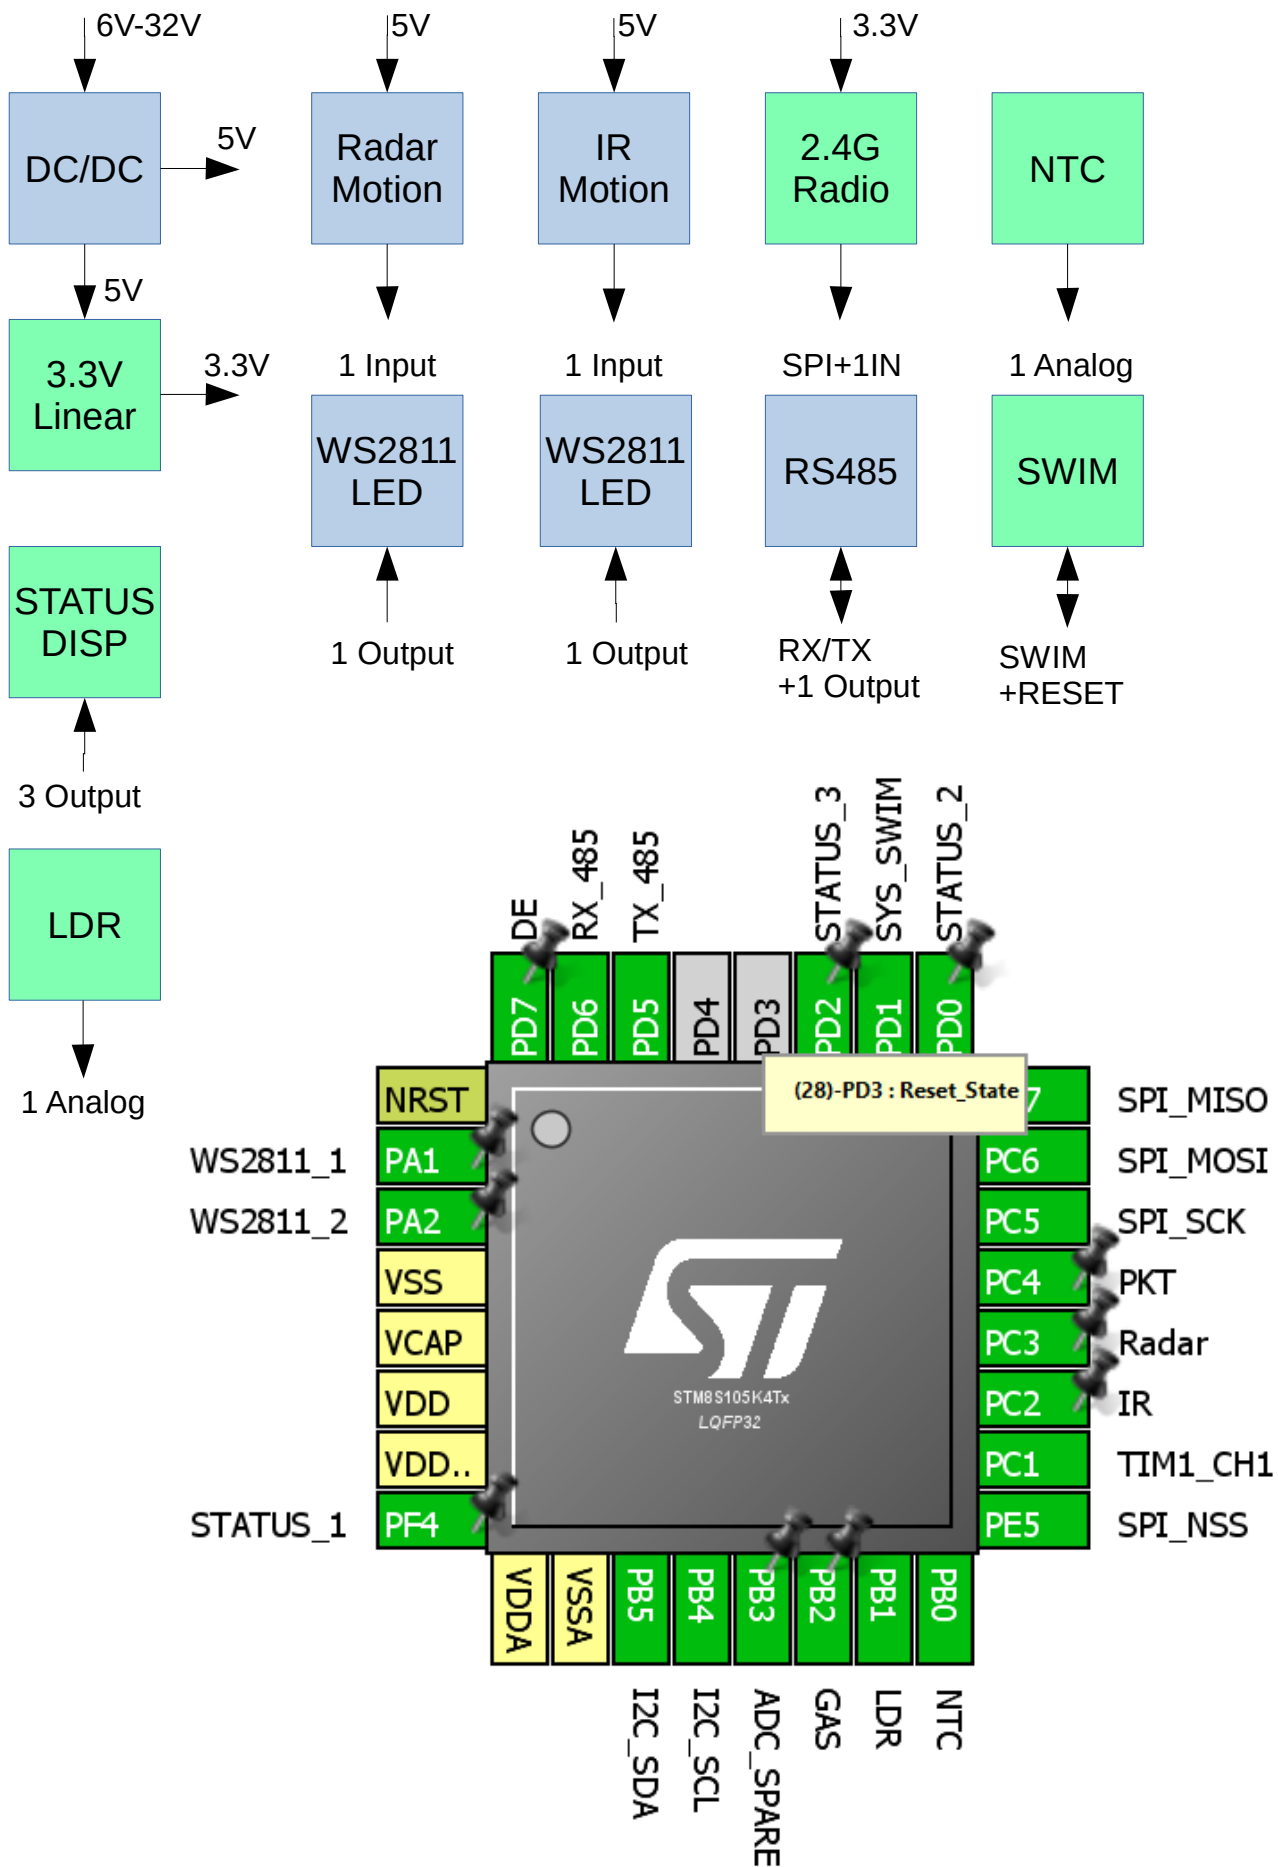 6V-32V
5V
5V
3.3V
DC/DC
5V
Radar
Motion
IR
Motion
2.4G
Radio
NTC
5V
3.3V
Linear
3.3V
1 Input
1 Input
SPI+1IN
1 Analog
WS2811
LED
WS2811
LED
RS485
SWIM
STATUS
DISP
1 Output
1 Output
RX/TX
+1 Output
SWIM
+RESET
3 Output
LDR
1 Analog
DE
RX_485
TX_485
STATUS_3
SYS_SWIM
STATUS_2
PD7
PD6
PD5
PD4
PD3
PD2
PD1
PD0
(28)-PD3 : Reset_State
NRST
WS2811_1
PA1
WS2811_2
PA2
VSS
VCAP
VDD
VDD..
STATUS_1
PF4
7
SPI_MISO
PC6
SPI_MOSI
PC5
SPI_SCK
PC4
PKT
PC3
Radar
PC2
IR
PC1
TIM1_CH1
PE5
SPI_NSS
ST
STM8S105K4Tx
LQFP32
VDDA
VSSA
PB5
PB4
PB3
PB2
PB1
PB0
I2C_SDA
I2C_SCL
ADC_SPARE
GAS
LDR
NTC